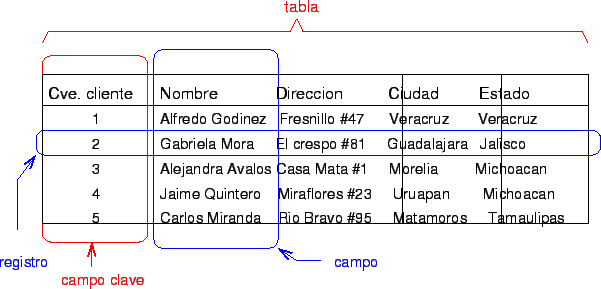 tabla
Cve. cliente Nombre Direccion Ciudad Estado
1 Alfredo Godinez Fresnillo #47 Veracruz Veracruz
2 Gabriela Mora El crespo #81 Guadalajara Jalisco
3 Alejandra Avalos Casa Mata #1 Morelia Michoacan
4 Jaime Quintero Miraflores #23 Uruapan Michoacan
5 Carlos Miranda Rio Bravo #95 Matamoros Tamaulipas
registro campo
campo clave